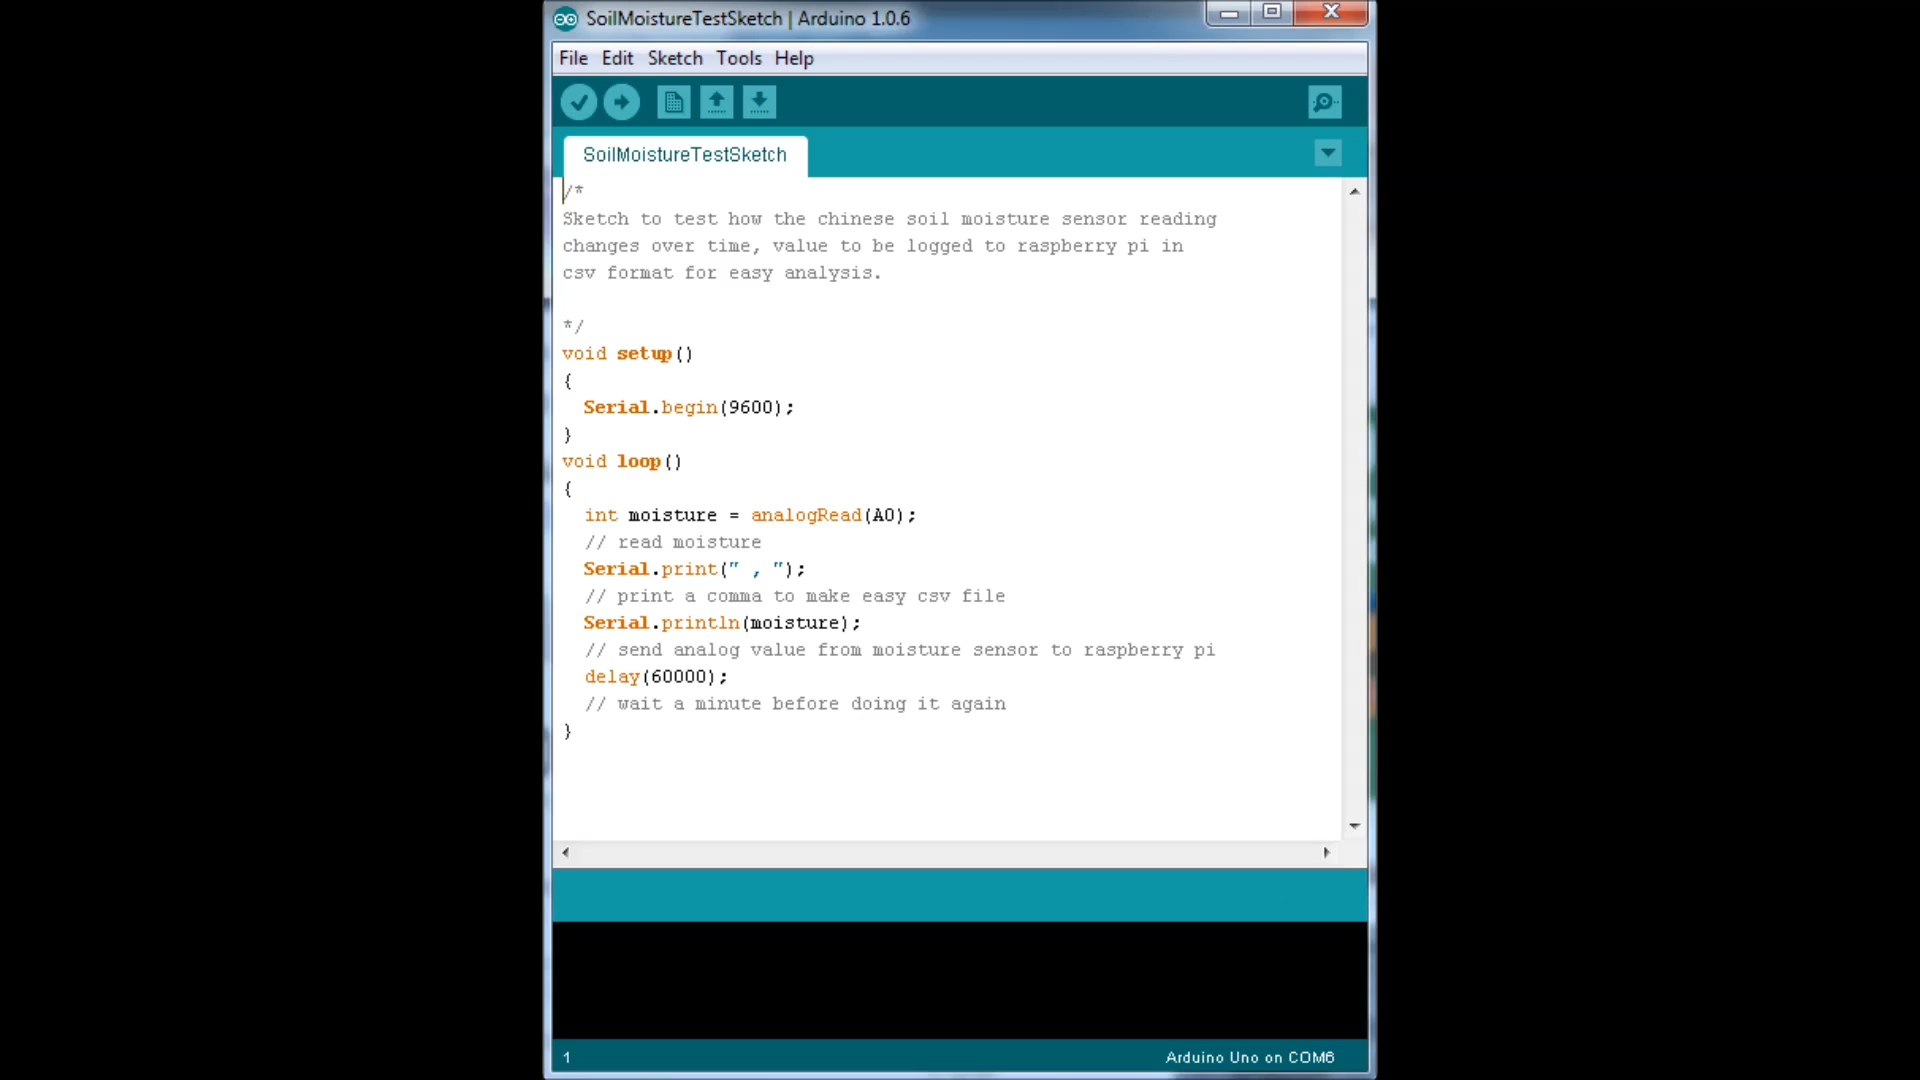 SoilMoistureTestSketch | Arduino 1.0.6
File Edit Sketch Tools Help
SoilMoistureTestSketch
/*
Sketch to test how the chinese soil moisture sensor reading
changes over time, value to be logged to raspberry pi in
csv format for easy analysis.
*/
void setup()
{
Serial.begin(9600);
}
void loop()
{
int moisture = analogRead(A0);
// read moisture
Serial.print(" , ");
// print a comma to make easy csv file
Serial.println(moisture);
// send analog value from moisture sensor to raspberry pi
delay(60000);
// wait a minute before doing it again
}
1
Arduino Uno on COM6